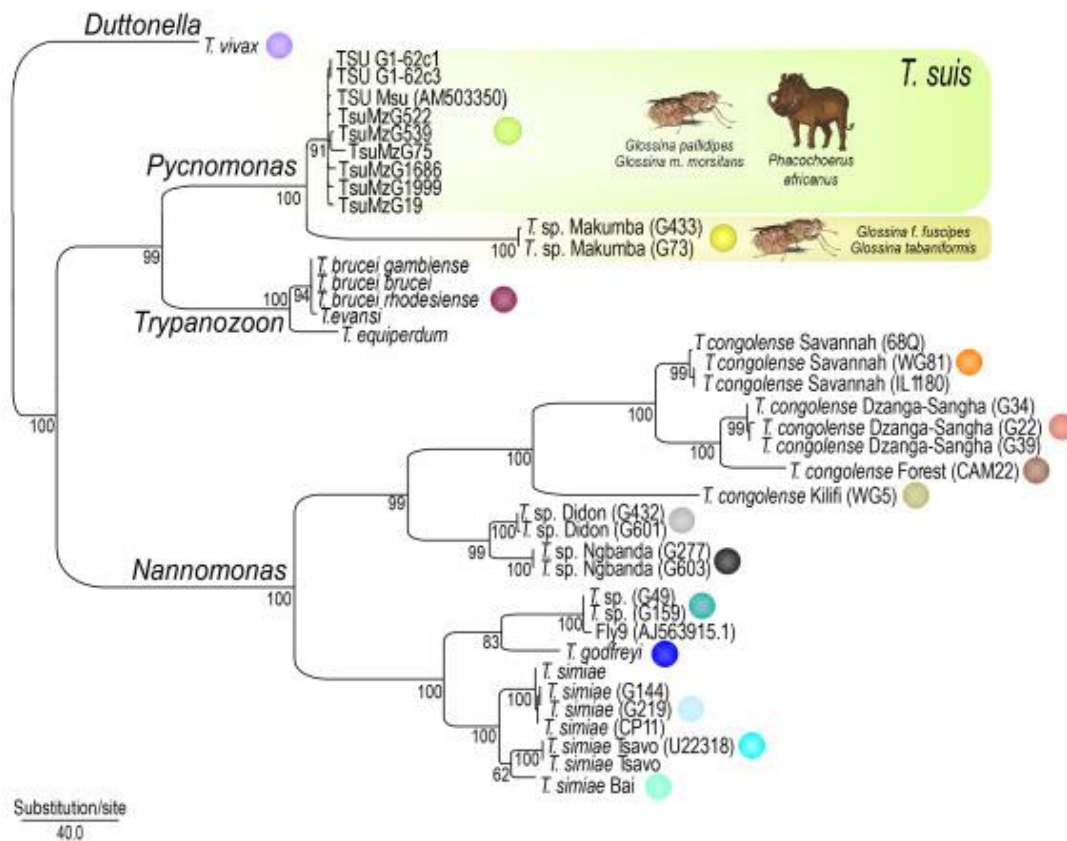 Duttonella
T. vivax
TSU G1-62c1
TSU G1-62c3
TSU Msu (AM503350)
TsuMzG522
TsuMzG539
TsuMzG75
TsuMzG1686
TsuMzG1999
TsuMzG19
91
T. suis
Glossina pallidipes
Glossina m. morsitans
Phacochoerus
africanus
Pycnomonas
100
T. sp. Makumba (G433)
T. sp. Makumba (G73)
100
Glossina f. fuscipes
Glossina tabaniformis
99
T. brucei gambiense
T. brucei brucei
T. brucei rhodesiense
T.evansi
T. equiperdum
100
94
Trypanozoon
100
T congolense Savannah (68Q)
T congolense Savannah (WG81)
T congolense Savannah (IL1180)
99
100
T. congolense Dzanga-Sangha (G34)
T. congolense Dzanga-Sangha (G22)
T. congolense Dzanga-Sangha (G39)
99
100
T. congolense Forest (CAM22)
100
T. congolense Kilifi (WG5)
99
T. sp. Didon (G432)
T. sp. Didon (G601)
100
99
T. sp. Ngbanda (G277)
T. sp. Ngbanda (G603)
100
Nannomonas
100
T. sp. (G49)
T. sp. (G159)
Fly9 (AJ563915.1)
100
83
T. godfreyi
100
T. simiae
T. simiae (G144)
T. simiae (G219)
T. simiae (CP11)
100
100
T. simiae Tsavo (U22318)
T. simiae Tsavo
100
62
T. simiae Bai
Substitution/site
40.0